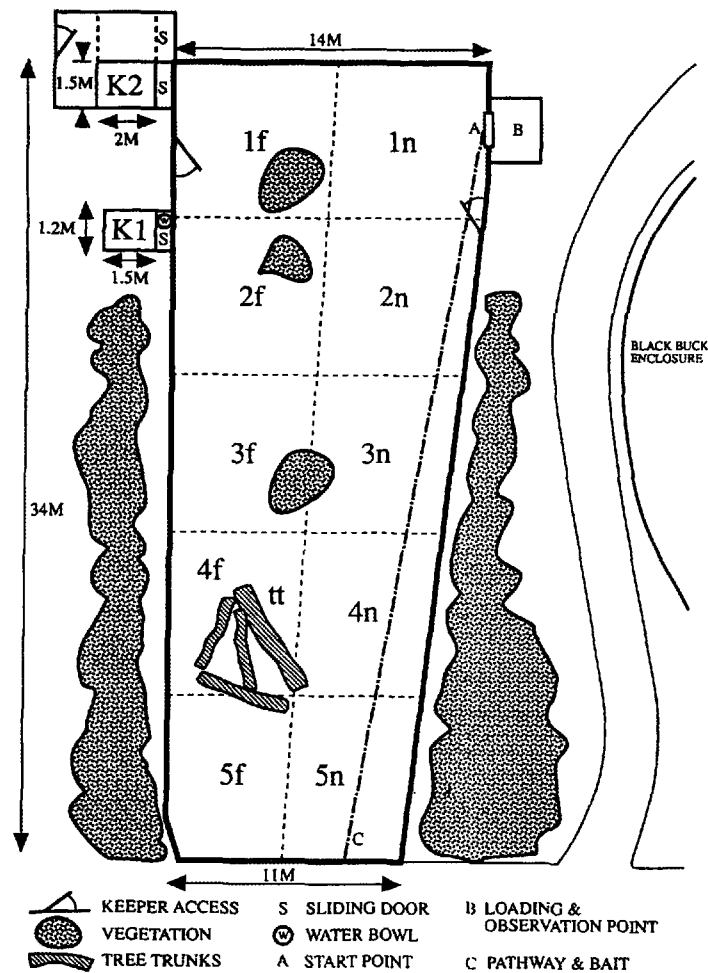 14M
S
1.5M
K2
S
2M
A
B
1f
1n
1.2M
K1
W
S
1.5M
2f
2n
BLACK BUCK
ENCLOSURE
3f
3n
34M
4f
tt
4n
5f
5n
C
11M
KEEPER ACCESS
S SLIDING DOOR
B LOADING &
OBSERVATION POINT
VEGETATION
W WATER BOWL
TREE TRUNKS
A START POINT
C PATHWAY & BAIT